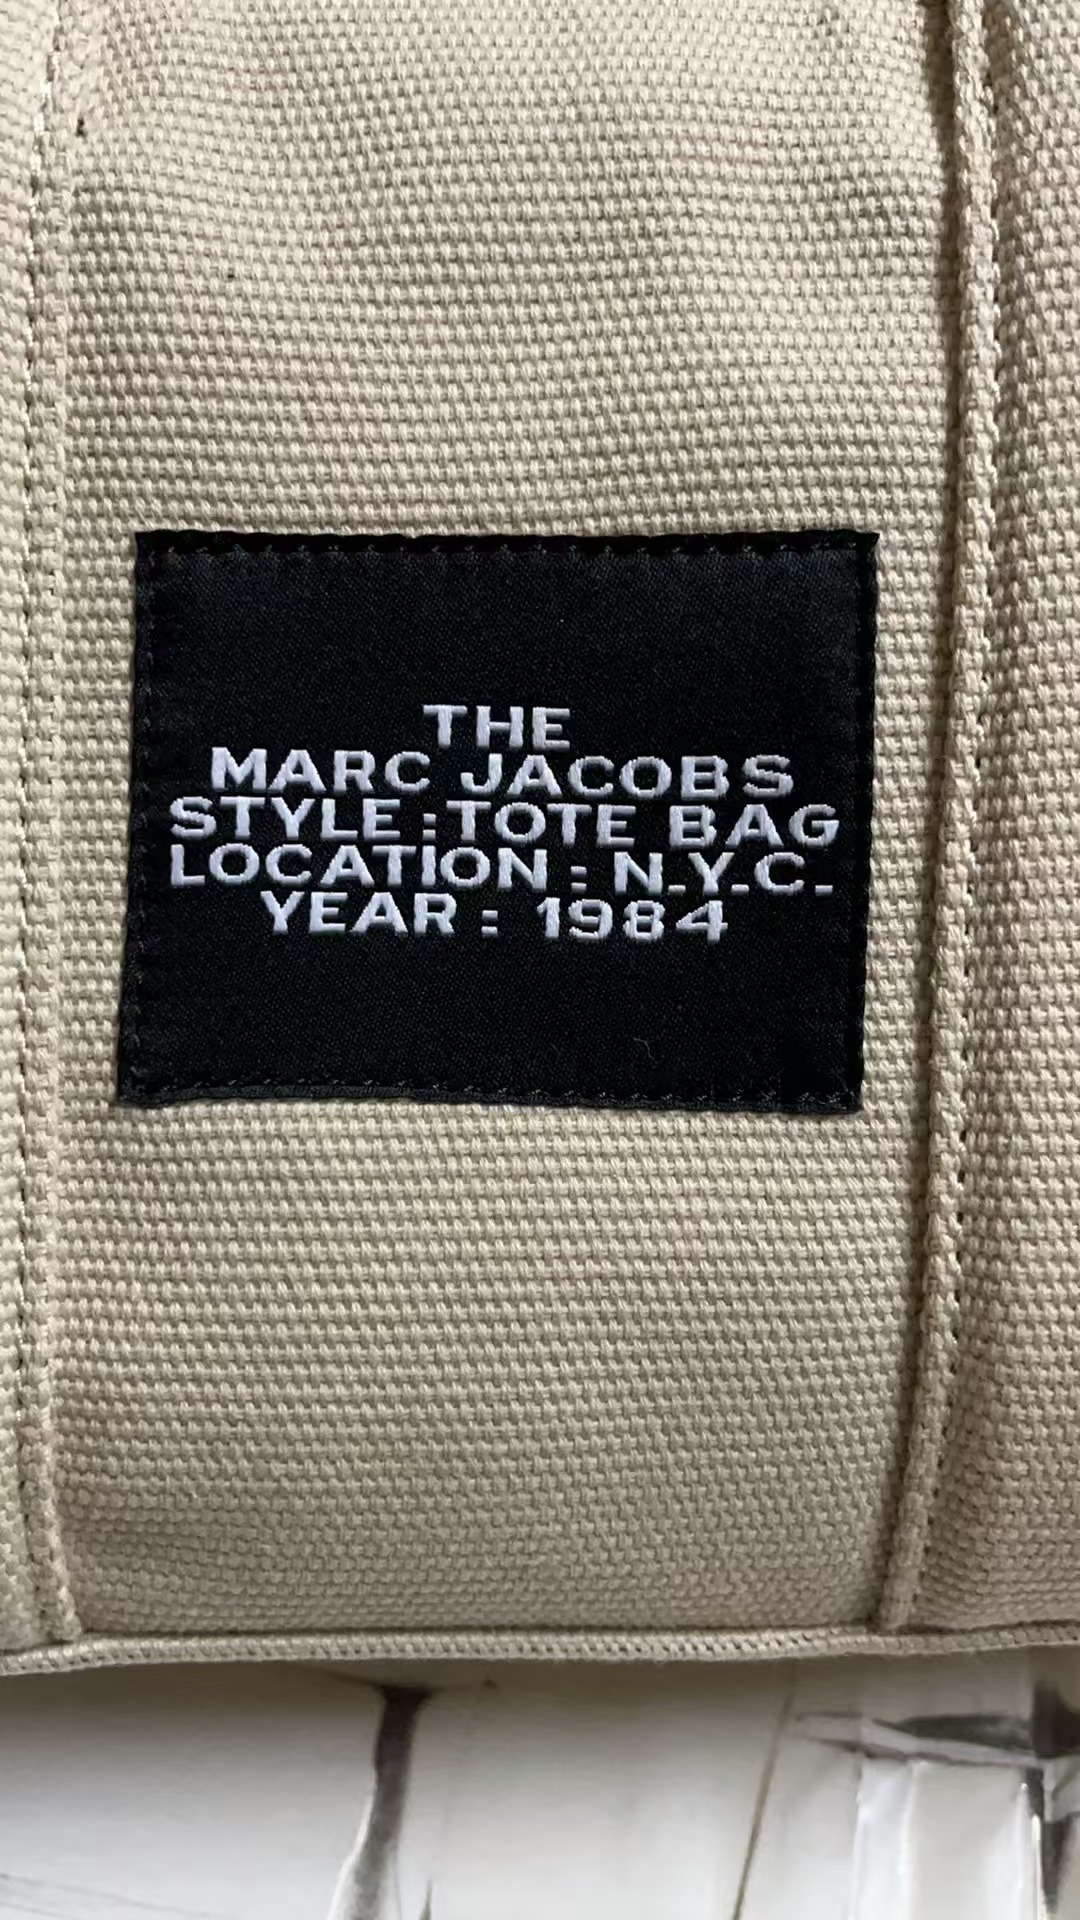 THE
MARC JACOBS
STYLE :TOTE BAG
LOCATION : N.Y.C.
YEAR : 1984